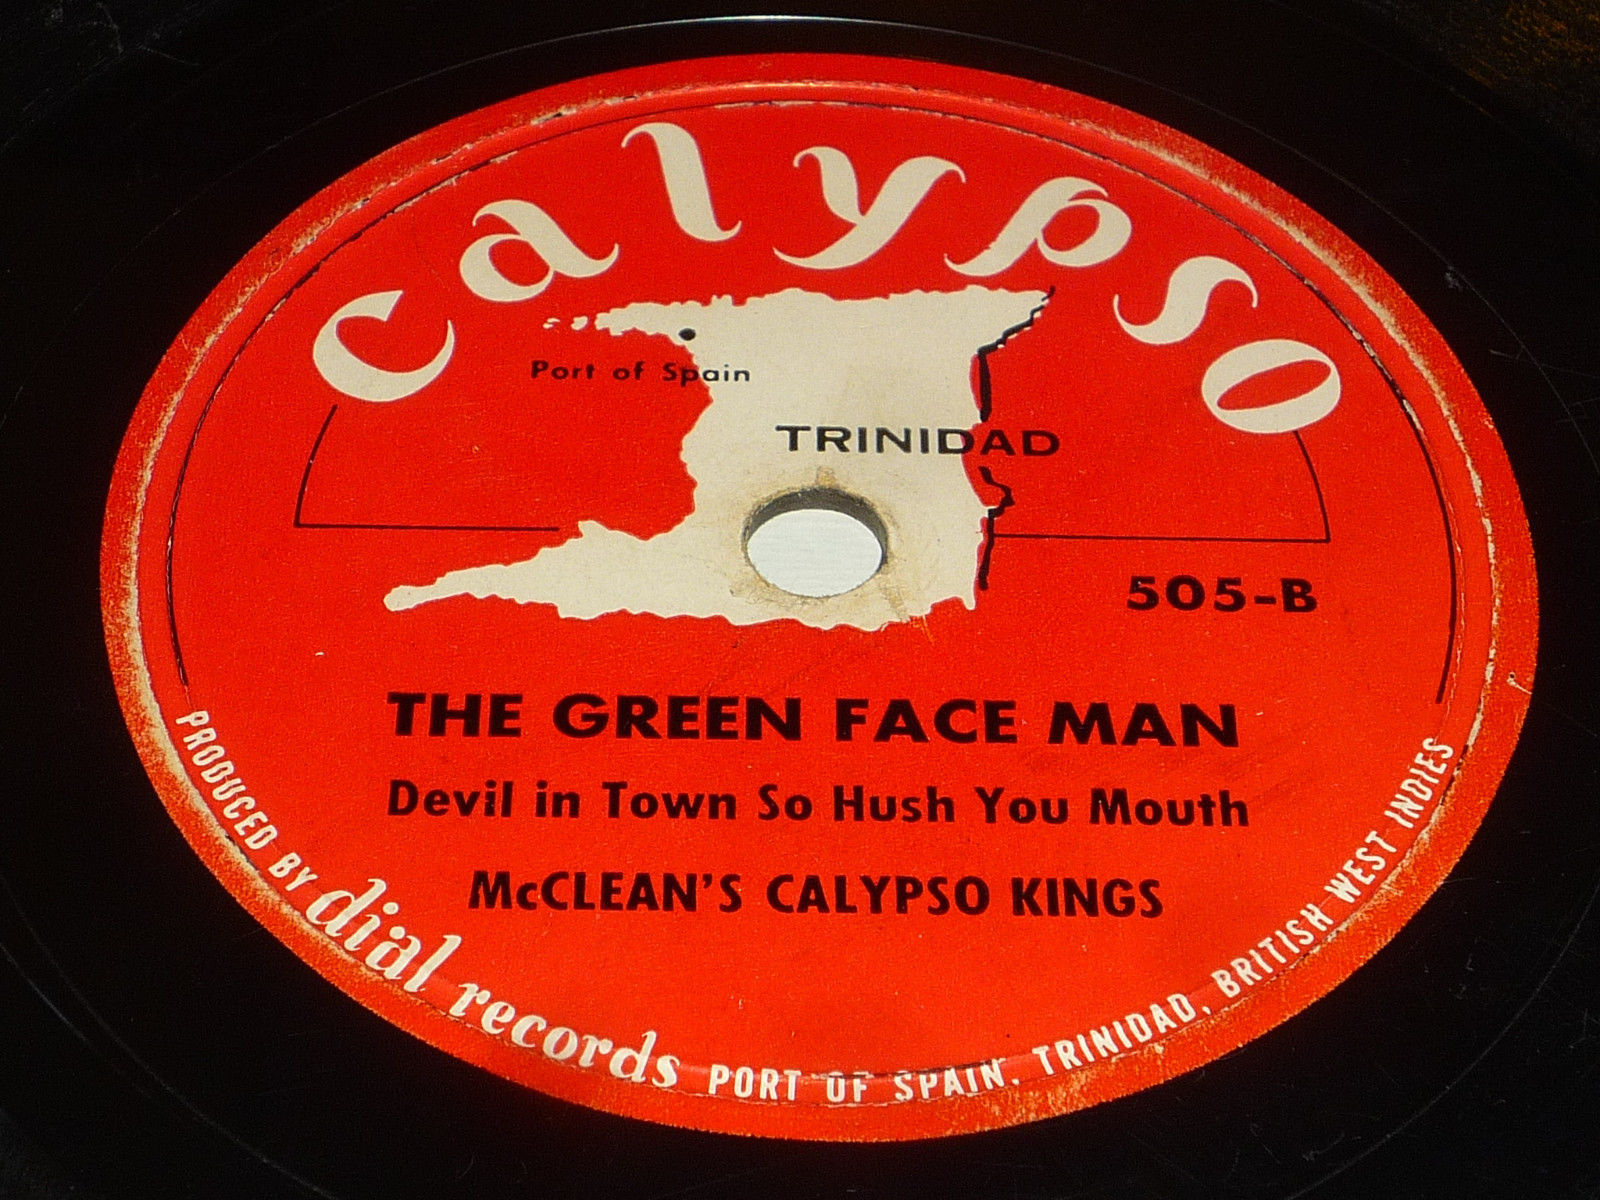 Calypso
Port of Spain
TRINIDAD
505-B
THE GREEN FACE MAN
Devil in Town So Hush You Mouth
McCLEAN'S CALYPSO KINGS
PRODUCED BY dial records PORT OF SPAIN, TRINIDAD, BRITISH WEST INDIES